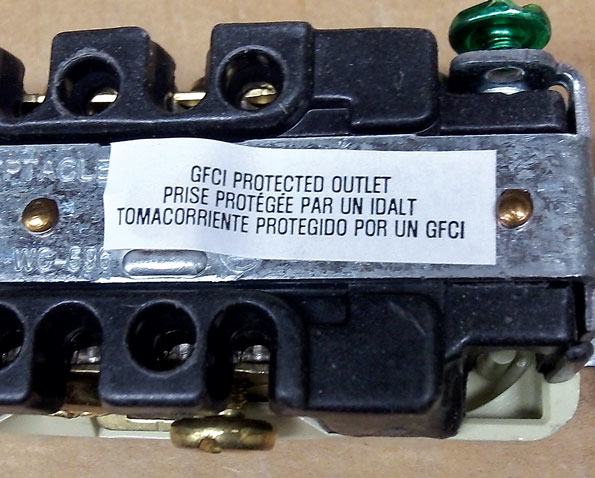 GFCI PROTECTED OUTLET
PRISE PROTÉGÉE PAR UN IDALT
TOMACORRIENTE PROTEGIDO POR UN GFCI